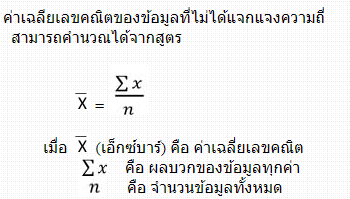 ค่าเฉลี่ยเลขคณิตของข้อมูลที่ไม่ได้แจกแจงความถี่
สามารถคำนวณได้จากสูตร
X̅ = ∑x / n
เมื่อ X̅ (เอ็กซ์บาร์) คือ ค่าเฉลี่ยเลขคณิต
∑x คือ ผลบวกของข้อมูลทุกค่า
n คือ จำนวนข้อมูลทั้งหมด